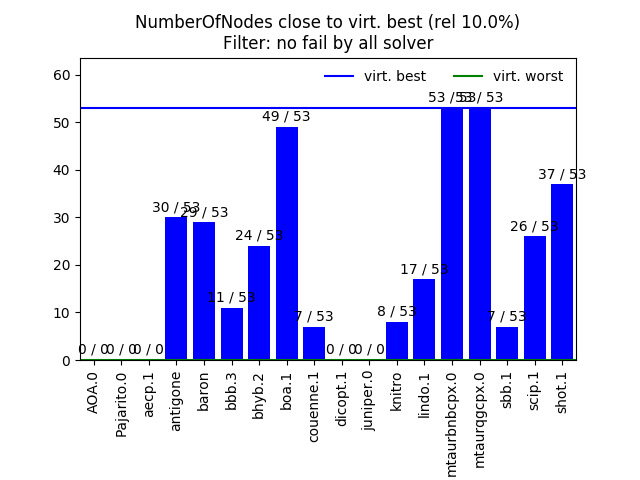 NumberOfNodes close to virt. best (rel 10.0%)
Filter: no fail by all solver
virt. best
virt. worst
60
50
40
30
20
10
0
0 / 0
0 / 0
0 / 0
30 / 53
29 / 53
11 / 53
24 / 53
49 / 53
7 / 53
0 / 0
0 / 0
8 / 53
17 / 53
53 / 53
53 / 53
7 / 53
26 / 53
37 / 53
AOA.0
Pajarito.0
aecp.1
antigone
baron
bbb.3
bhyb.2
boa.1
couenne.1
dicopt.1
juniper.0
knitro
lindo.1
mtaurbnbcpx.0
mtaurqgcpx.0
sbb.1
scip.1
shot.1